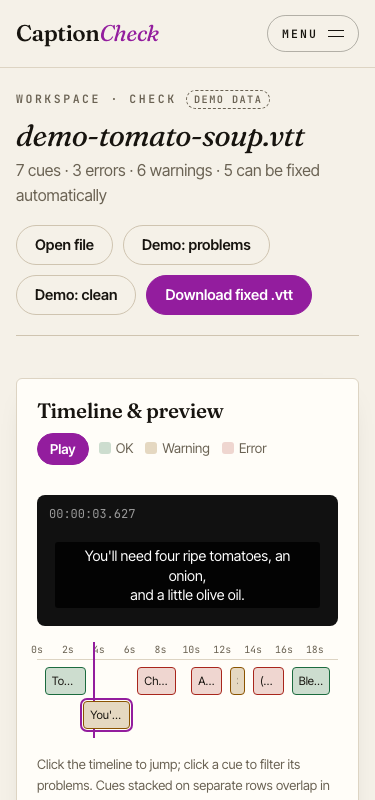 CaptionCheck
MENU
WORKSPACE · CHECK DEMO DATA
demo-tomato-soup.vtt
7 cues · 3 errors · 6 warnings · 5 can be fixed
automatically
Open file Demo: problems
Demo: clean Download fixed .vtt
Timeline & preview
Play OK Warning Error
00:00:03.627
You'll need four ripe tomatoes, an
onion,
and a little olive oil.
0s 2s 4s 6s 8s 10s 12s 14s 16s 18s
To… Ch… A… (… Ble…
You'…
Click the timeline to jump; click a cue to filter its
problems. Cues stacked on separate rows overlap in